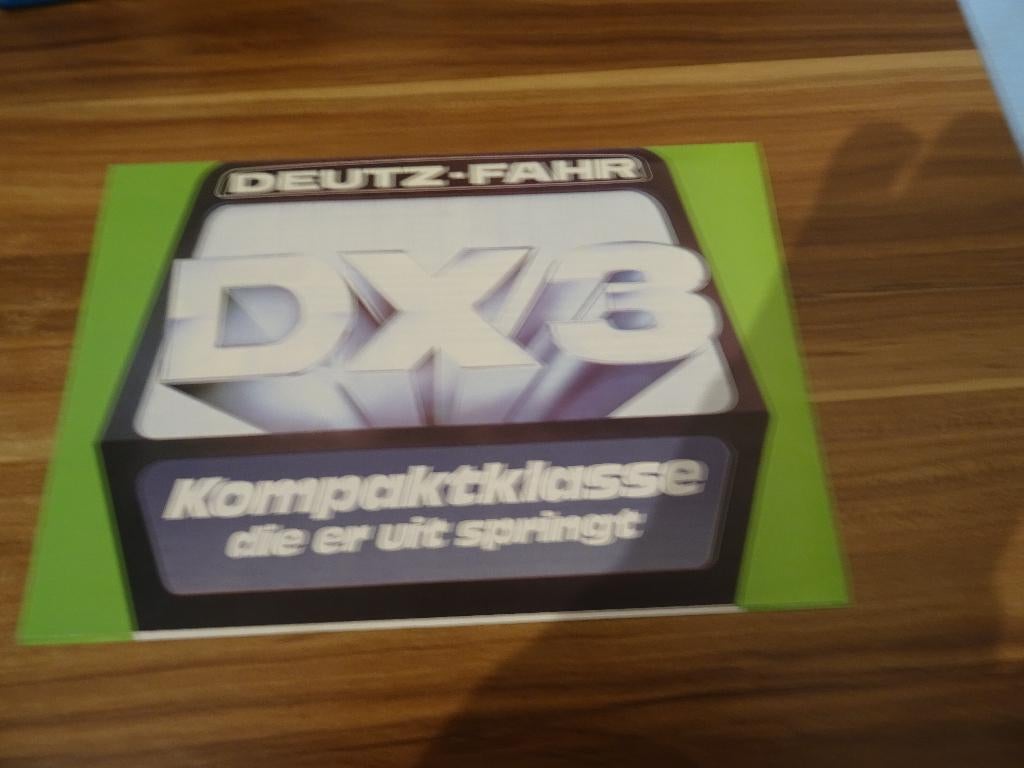 DEUTZ-FAHR
DX3
Kompaktklasse
die er uit springt